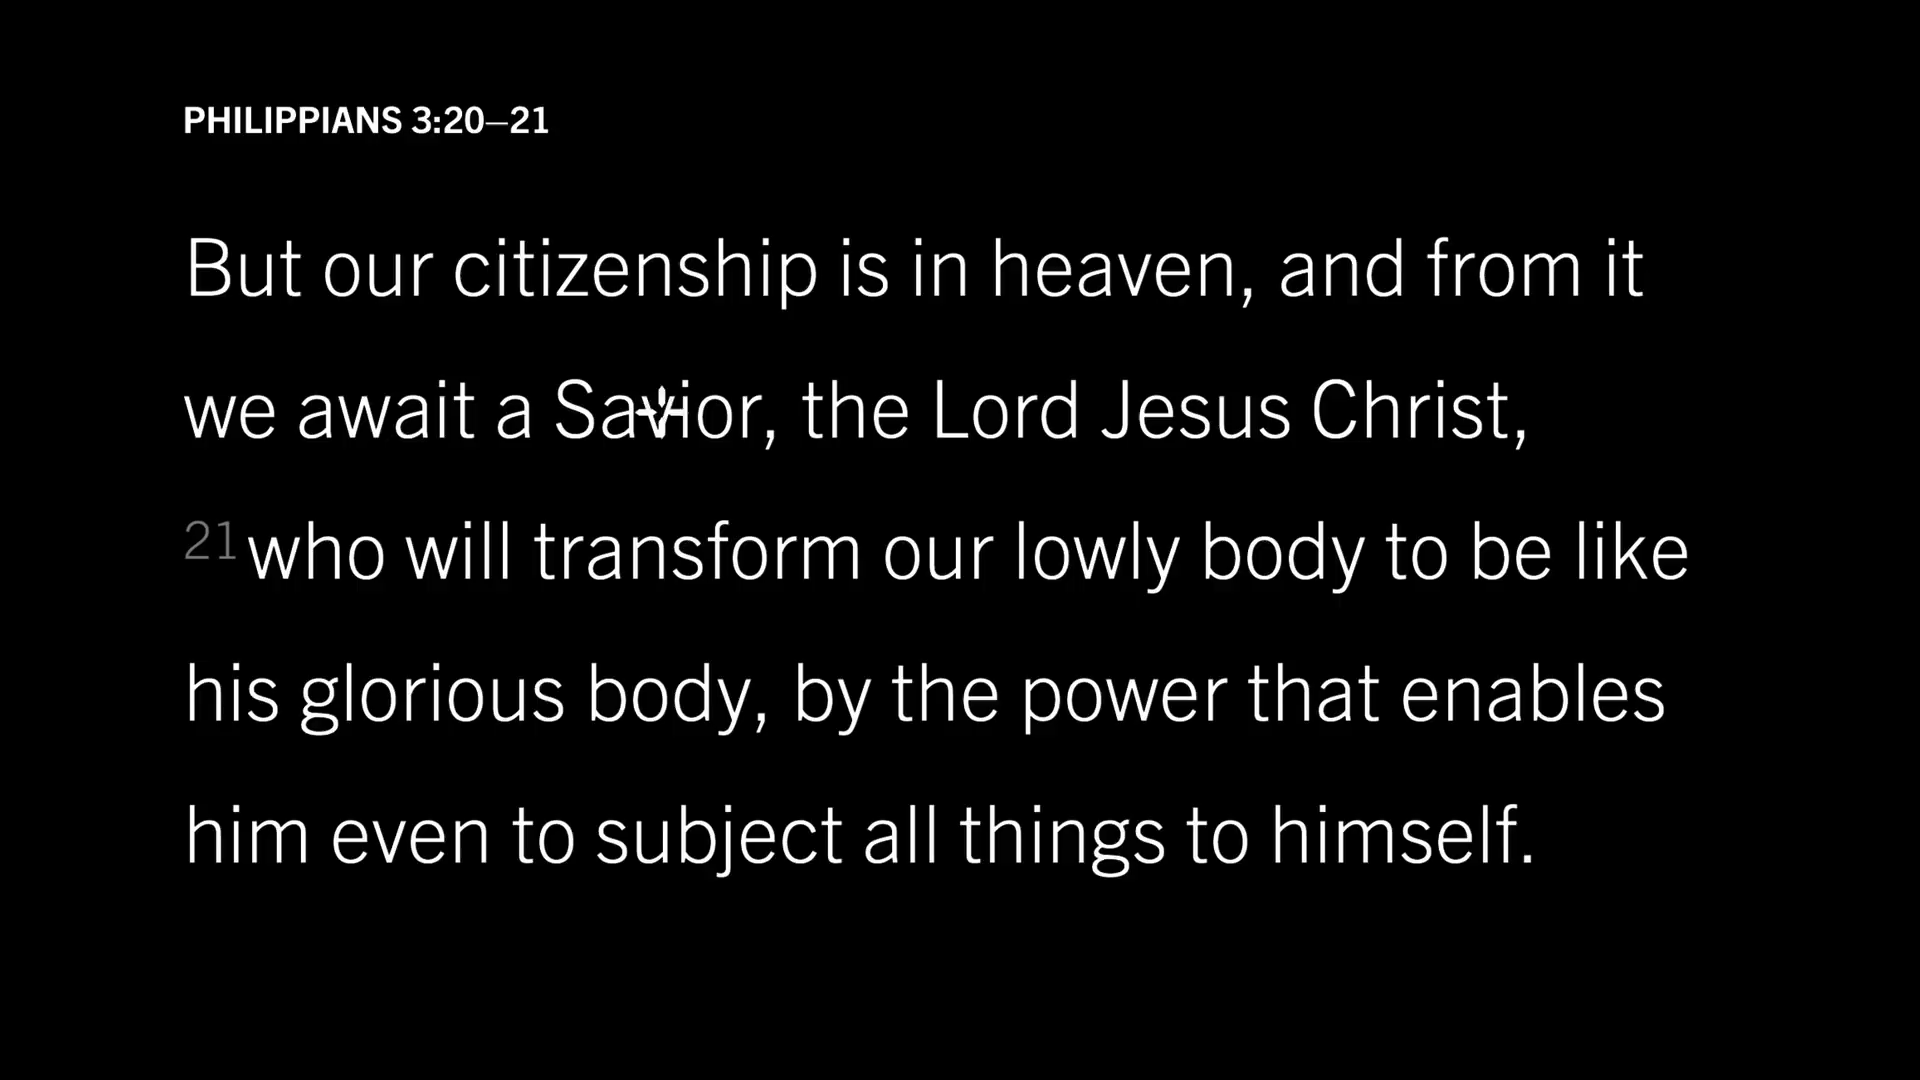 PHILIPPIANS 3:20–21
But our citizenship is in heaven, and from it
we await a Savior, the Lord Jesus Christ,
21 who will transform our lowly body to be like
his glorious body, by the power that enables
him even to subject all things to himself.